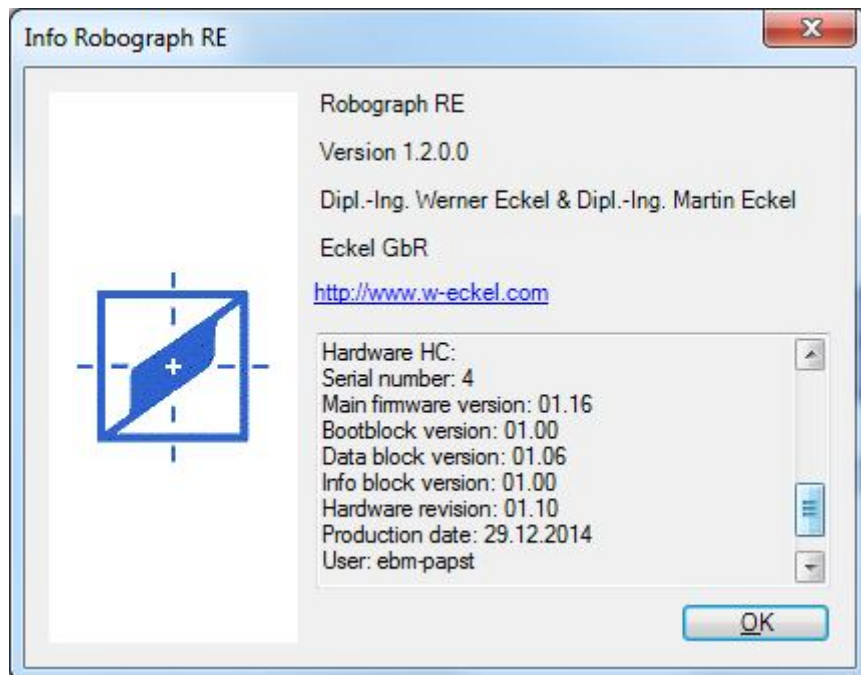 Info Robograph RE
Robograph RE
Version 1.2.0.0
Dipl.-Ing. Werner Eckel & Dipl.-Ing. Martin Eckel
Eckel GbR
http://www.w-eckel.com
Hardware HC:
Serial number: 4
Main firmware version: 01.16
Bootblock version: 01.00
Data block version: 01.06
Info block version: 01.00
Hardware revision: 01.10
Production date: 29.12.2014
User: ebm-papst
OK